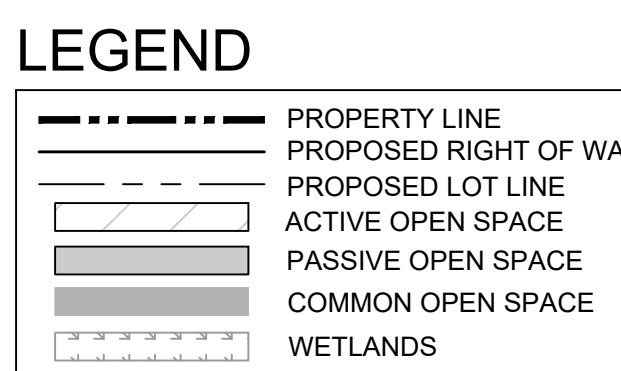 LEGEND
PROPERTY LINE
PROPOSED RIGHT OF WA
PROPOSED LOT LINE
ACTIVE OPEN SPACE
PASSIVE OPEN SPACE
COMMON OPEN SPACE
WETLANDS